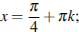 x = π/4 + πk;